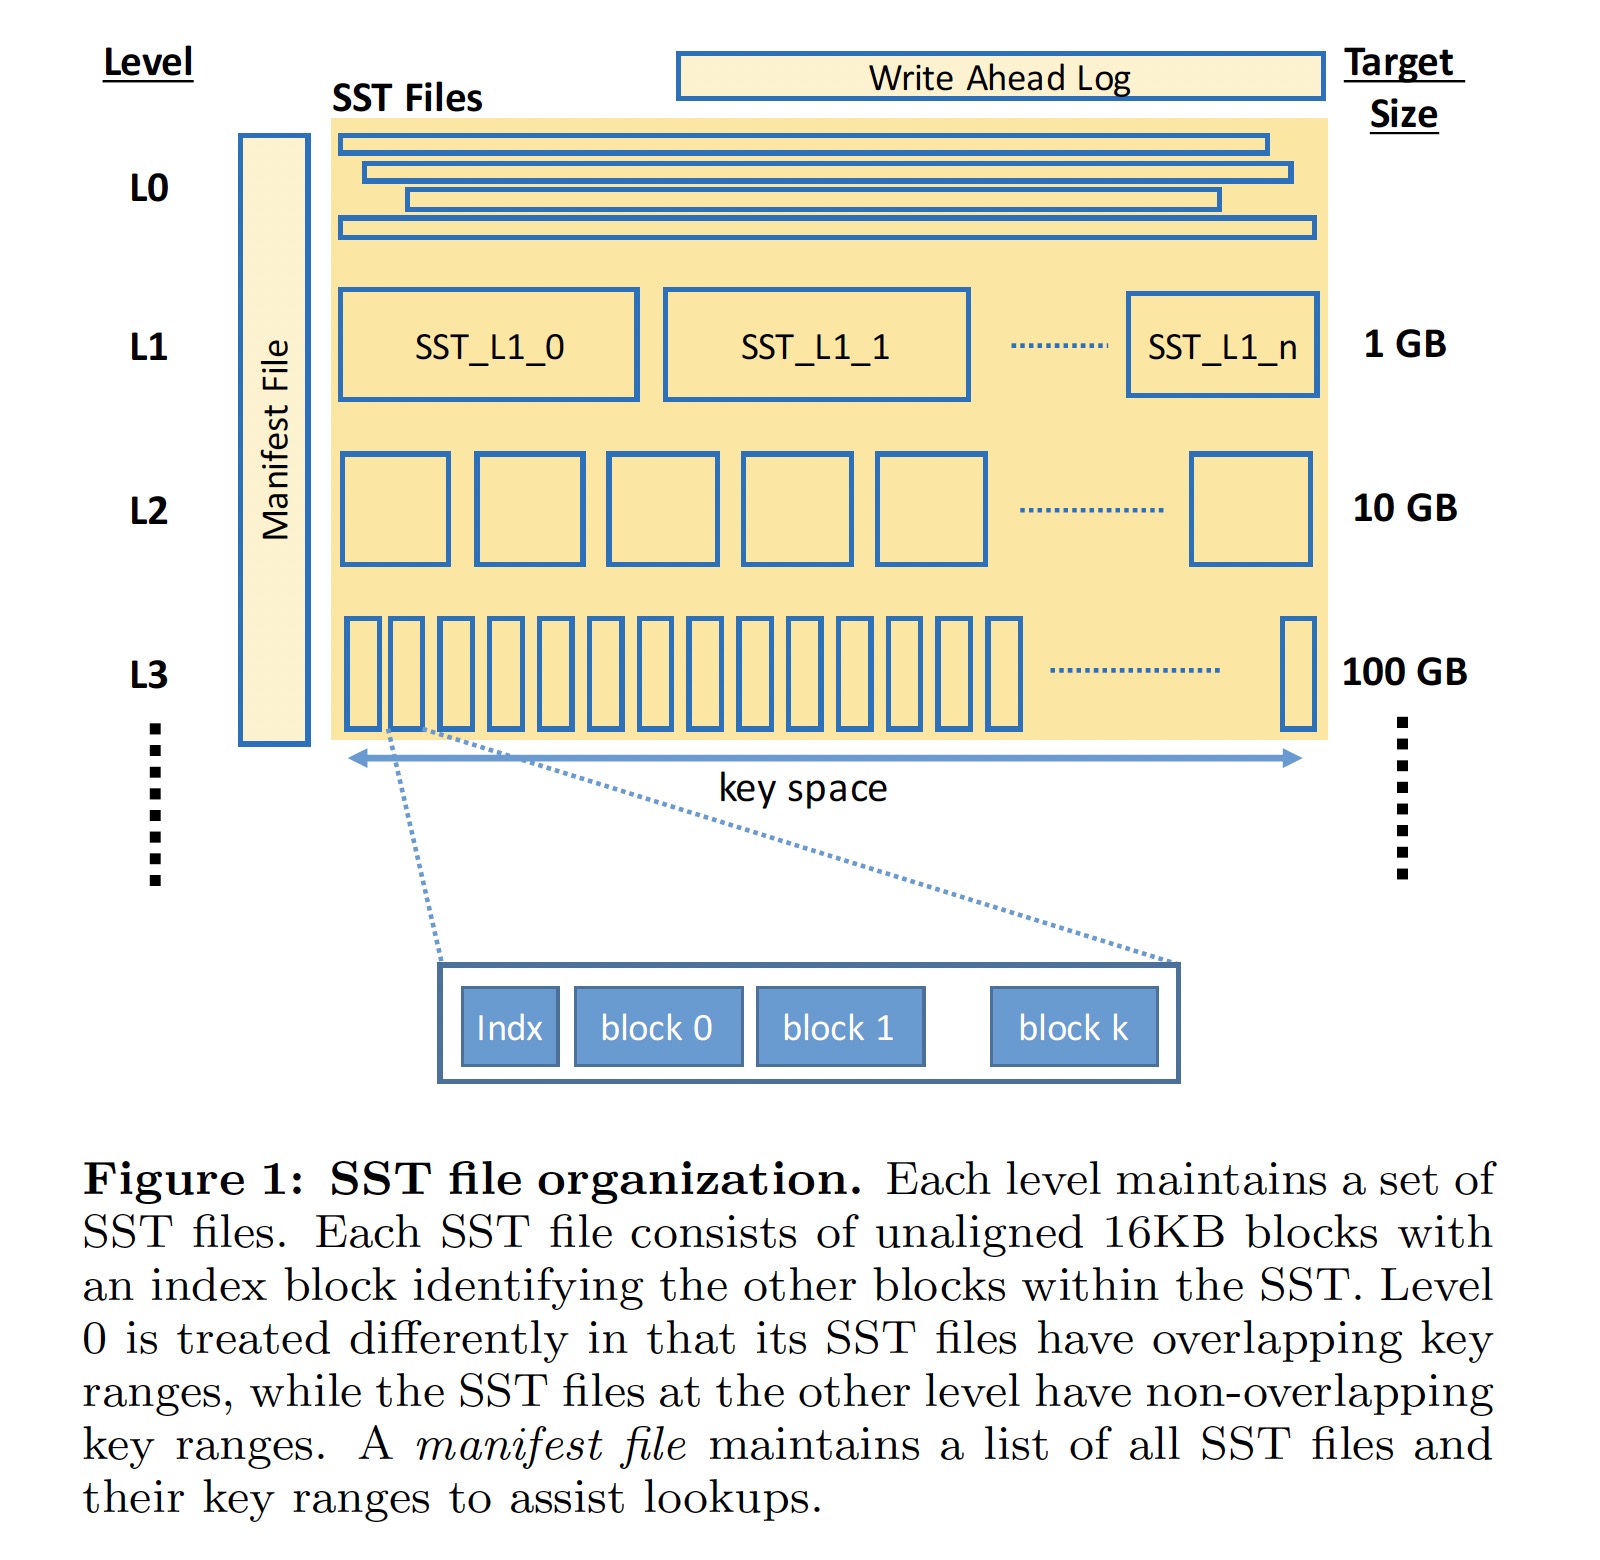 Level
Write Ahead Log
Target
Size
SST Files
L0
Manifest File
L1
SST_L1_0
SST_L1_1
SST_L1_n
1 GB
L2
10 GB
L3
100 GB
key space
Indx
block 0
block 1
block k
Figure 1: SST file organization. Each level maintains a set of
SST files. Each SST file consists of unaligned 16KB blocks with
an index block identifying the other blocks within the SST. Level
0 is treated differently in that its SST files have overlapping key
ranges, while the SST files at the other level have non-overlapping
key ranges. A manifest file maintains a list of all SST files and
their key ranges to assist lookups.